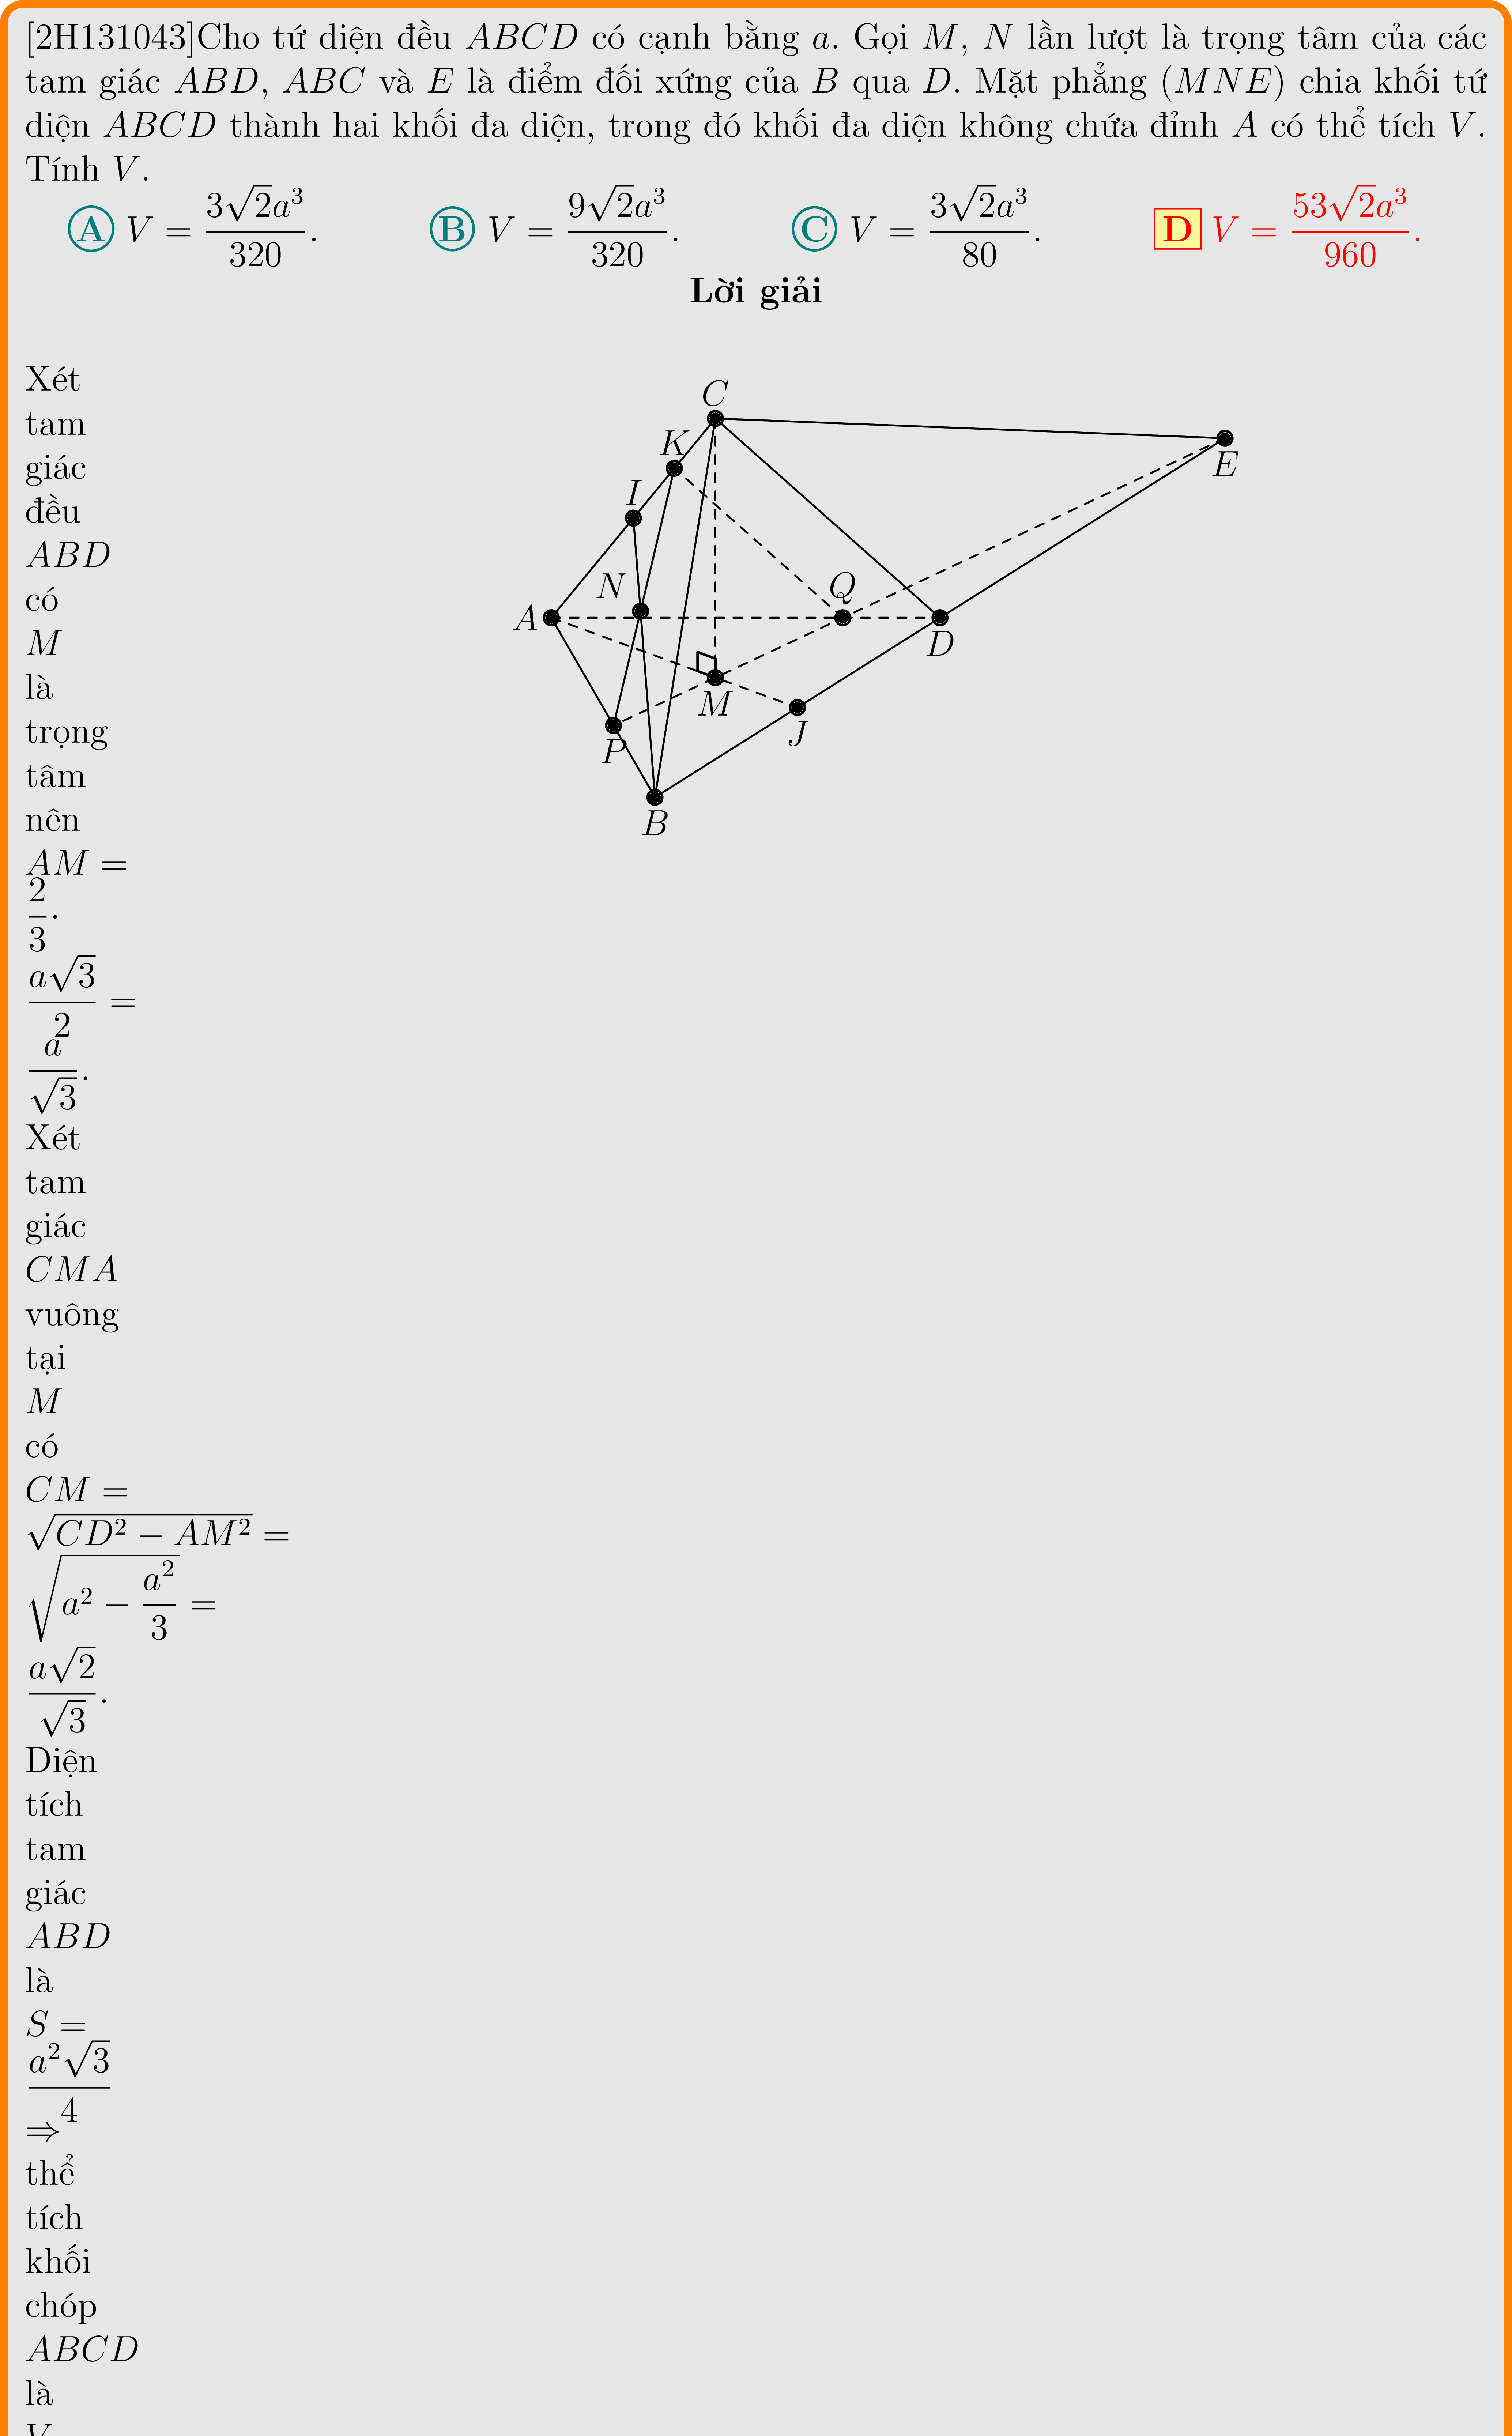 [2H131043]Cho tứ diện đều ABCD có cạnh bằng a. Gọi M, N lần lượt là trọng tâm của các
tam giác ABD, ABC và E là điểm đối xứng của B qua D. Mặt phẳng (MNE) chia khối tứ
diện ABCD thành hai khối đa diện, trong đó khối đa diện không chứa đỉnh A có thể tích V.
Tính V.
A V = \frac{3\sqrt{2}a^3}{320}. B V = \frac{9\sqrt{2}a^3}{320}. C V = \frac{3\sqrt{2}a^3}{80}. D V = \frac{53\sqrt{2}a^3}{960}.
Lời giải
C
K
E
I
N
Q
A
D
M
J
P
B
Xét
tam
giác
đều
ABD
có
M
là
trọng
tâm
nên
AM =
\frac{2}{3}.
\frac{a\sqrt{3}}{2} =
\frac{a}{\sqrt{3}}.
Xét
tam
giác
CMA
vuông
tại
M
có
CM =
\sqrt{CD^2 − AM^2} =
\sqrt{a^2 − \frac{a^2}{3}} =
\frac{a\sqrt{2}}{\sqrt{3}}.
Diện
tích
tam
giác
ABD
là
S =
\frac{a^2\sqrt{3}}{4}
⇒
thể
tích
khối
chóp
ABCD
là